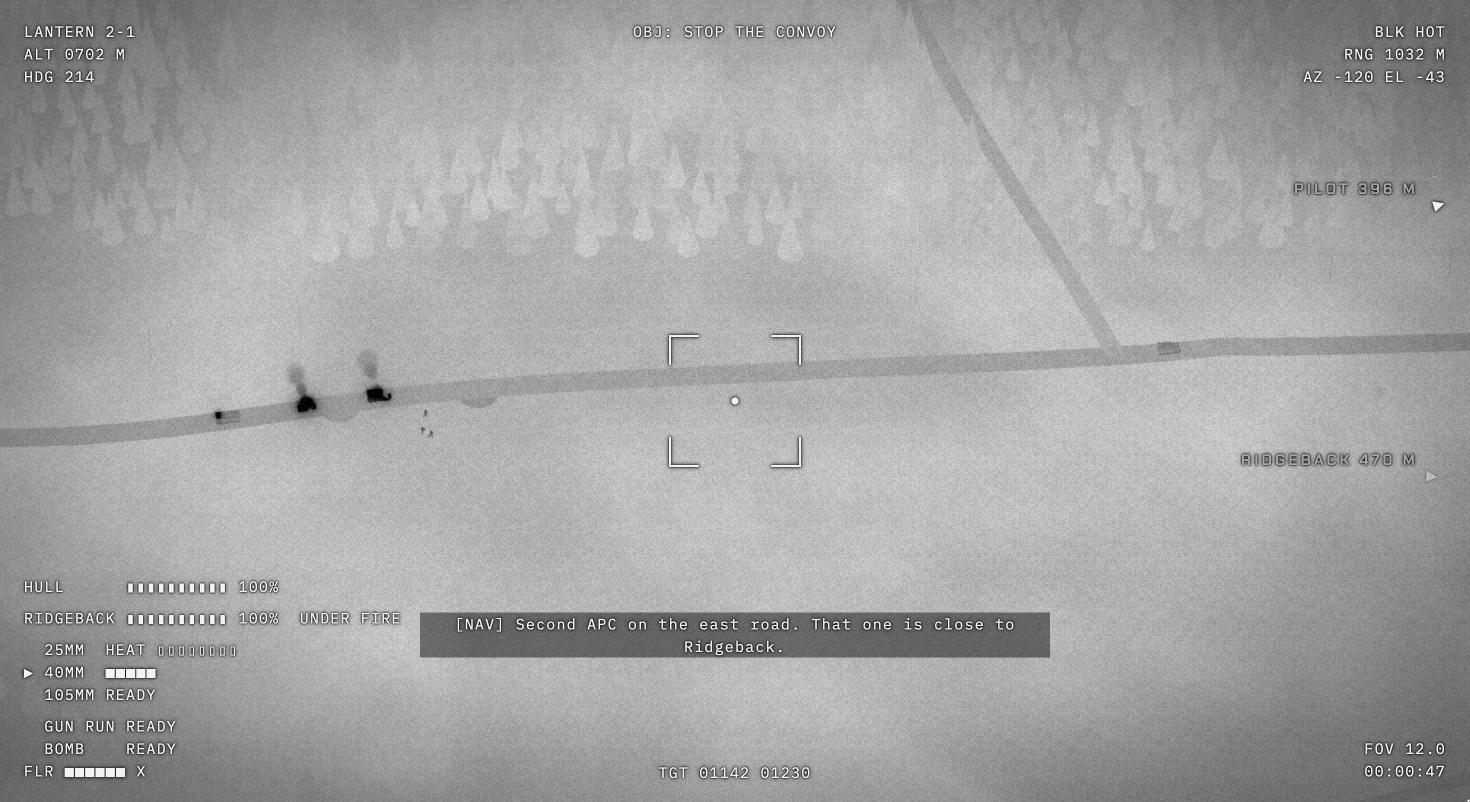 LANTERN 2-1
ALT 0702 M
HDG 214
OBJ: STOP THE CONVOY
BLK HOT
RNG 1032 M
AZ -120 EL -43
PILOT 396 M
RIDGEBACK 470 M
HULL 100%
RIDGEBACK 100% UNDER FIRE
25MM HEAT
40MM
105MM READY
GUN RUN READY
BOMB READY
FLR X
[NAV] Second APC on the east road. That one is close to
Ridgeback.
TGT 01142 01230
FOV 12.0
00:00:47